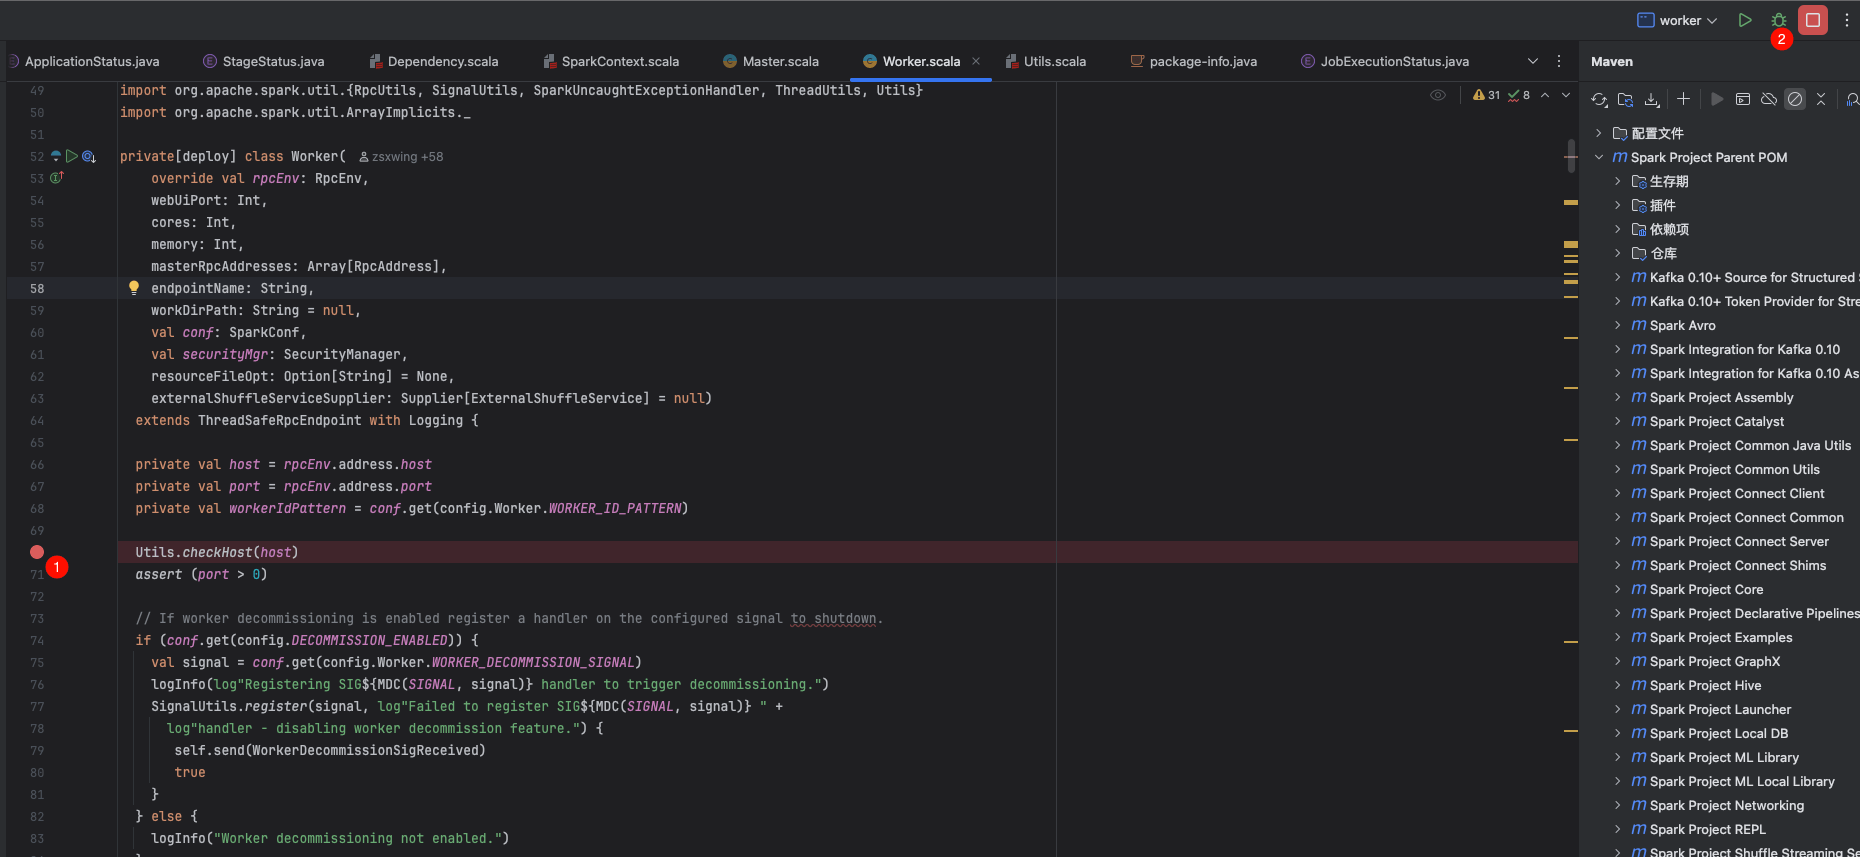 worker
2
ApplicationStatus.java
StageStatus.java
Dependency.scala
SparkContext.scala
Master.scala
Worker.scala
Utils.scala
package-info.java
JobExecutionStatus.java
Maven
31
8
49 import org.apache.spark.util.{RpcUtils, SignalUtils, SparkUncaughtExceptionHandler, ThreadUtils, Utils}
50 import org.apache.spark.util.ArrayImplicits._
51
52 private[deploy] class Worker( zsxwing +58
53 override val rpcEnv: RpcEnv,
54 webUiPort: Int,
55 cores: Int,
56 memory: Int,
57 masterRpcAddresses: Array[RpcAddress],
58 endpointName: String,
59 workDirPath: String = null,
60 val conf: SparkConf,
61 val securityMgr: SecurityManager,
62 resourceFileOpt: Option[String] = None,
63 externalShuffleServiceSupplier: Supplier[ExternalShuffleService] = null)
64 extends ThreadSafeRpcEndpoint with Logging {
65
66 private val host = rpcEnv.address.host
67 private val port = rpcEnv.address.port
68 private val workerIdPattern = conf.get(config.Worker.WORKER_ID_PATTERN)
69
Utils.checkHost(host)
1
71 assert (port > 0)
72
73 // If worker decommissioning is enabled register a handler on the configured signal to shutdown.
74 if (conf.get(config.DECOMMISSION_ENABLED)) {
75 val signal = conf.get(config.Worker.WORKER_DECOMMISSION_SIGNAL)
76 logInfo(log"Registering SIG${MDC(SIGNAL, signal)} handler to trigger decommissioning.")
77 SignalUtils.register(signal, log"Failed to register SIG${MDC(SIGNAL, signal)} " +
78 log"handler - disabling worker decommission feature.") {
79 self.send(WorkerDecommissionSigReceived)
80 true
81 }
82 } else {
83 logInfo("Worker decommissioning not enabled.")
配置文件
Spark Project Parent POM
生存期
插件
依赖项
仓库
Kafka 0.10+ Source for Structured
Kafka 0.10+ Token Provider for Stre
Spark Avro
Spark Integration for Kafka 0.10
Spark Integration for Kafka 0.10 As
Spark Project Assembly
Spark Project Catalyst
Spark Project Common Java Utils
Spark Project Common Utils
Spark Project Connect Client
Spark Project Connect Common
Spark Project Connect Server
Spark Project Connect Shims
Spark Project Core
Spark Project Declarative Pipelines
Spark Project Examples
Spark Project GraphX
Spark Project Hive
Spark Project Launcher
Spark Project Local DB
Spark Project ML Library
Spark Project ML Local Library
Spark Project Networking
Spark Project REPL
Spark Project Shuffle Streaming Se